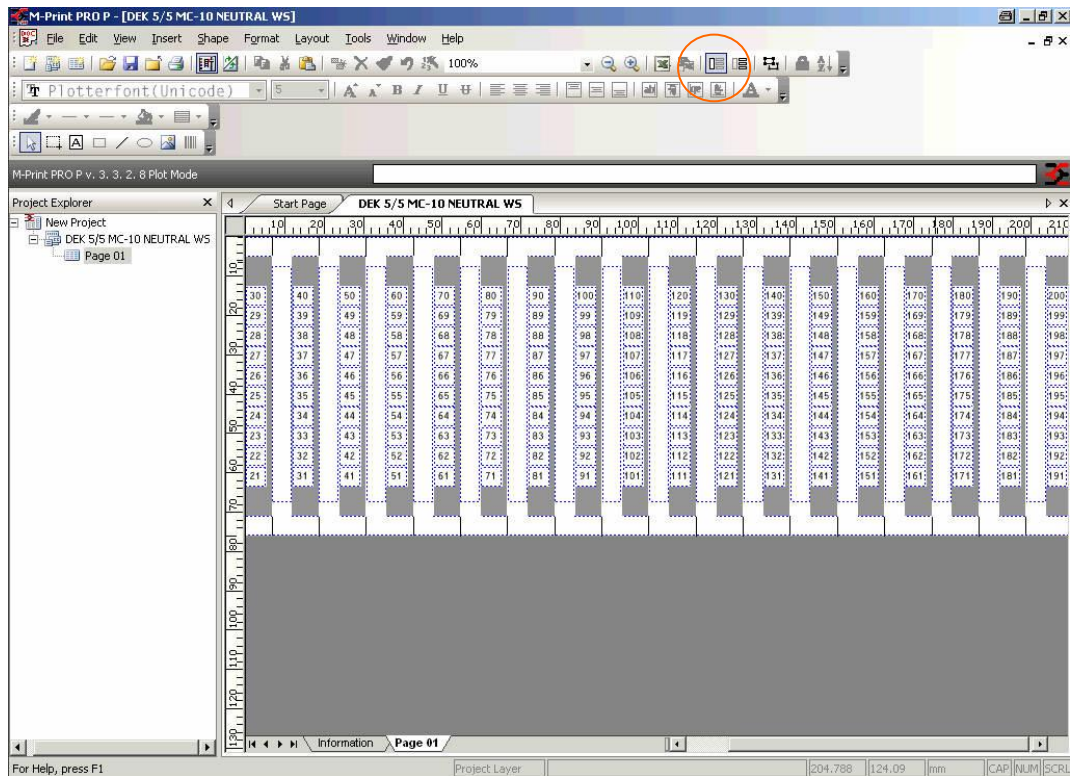 M-Print PRO P - [DEK 5/5 MC-10 NEUTRAL WS]
File Edit View Insert Shape Format Layout Tools Window Help
100%
Plotterfont(Unicode) 5 A A B I U
M-Print PRO P v. 3. 3. 2. 8 Plot Mode
Project Explorer
New Project
DEK 5/5 MC-10 NEUTRAL WS
Page 01
Start Page DEK 5/5 MC-10 NEUTRAL WS
10 20 30 40 50 60 70 80 90 100 110 120 130 140 150 160 170 180 190 200 210
10 20 30 40 50 60 70 80 90 100 110 120 130
30 40 50 60 70 80 90 100 110 120 130 140 150 160 170 180 190 200
29 39 49 59 69 79 89 99 109 119 129 139 149 159 169 179 189 199
28 38 48 58 68 78 88 98 108 118 128 138 148 158 168 178 188 198
27 37 47 57 67 77 87 97 107 117 127 137 147 157 167 177 187 197
26 36 46 56 66 76 86 96 106 116 126 136 146 156 166 176 186 196
25 35 45 55 65 75 85 95 105 115 125 135 145 155 165 175 185 195
24 34 44 54 64 74 84 94 104 114 124 134 144 154 164 174 184 194
23 33 43 53 63 73 83 93 103 113 123 133 143 153 163 173 183 193
22 32 42 52 62 72 82 92 102 112 122 132 142 152 162 172 182 192
21 31 41 51 61 71 81 91 101 111 121 131 141 151 161 171 181 191
Information Page 01
For Help, press F1 Project Layer 204.788 124.09 mm CAP NUM SCRL